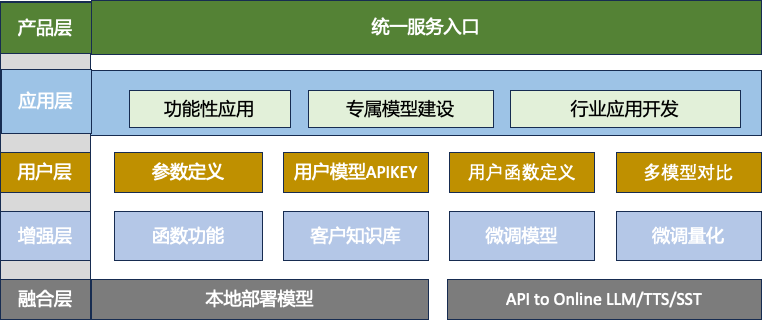 产品层
统一服务入口
应用层
功能性应用
专属模型建设
行业应用开发
用户层
参数定义
用户模型APIKEY
用户函数定义
多模型对比
增强层
函数功能
客户知识库
微调模型
微调量化
融合层
本地部署模型
API to Online LLM/TTS/SST